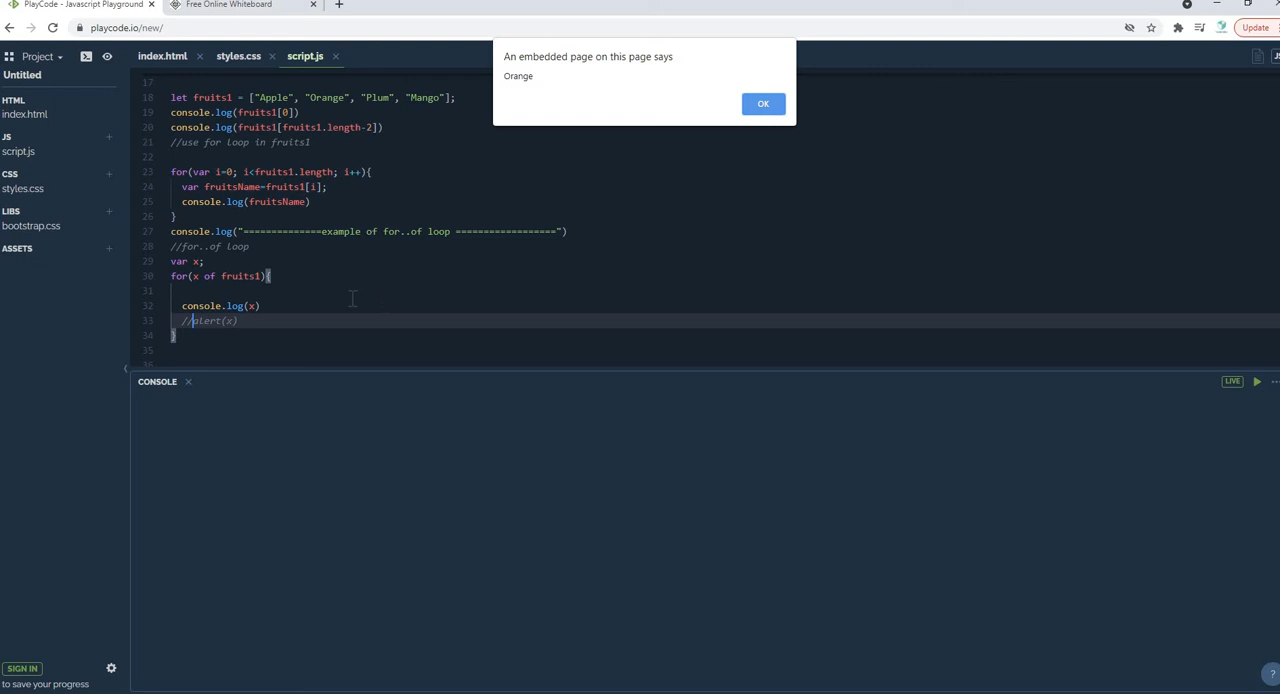 PlayCode - Javascript Playground
Free Online Whiteboard
playcode.io/new/
Update
Project
index.html
styles.css
script.js
Untitled
HTML
index.html
JS
script.js
CSS
styles.css
LIBS
bootstrap.css
ASSETS
An embedded page on this page says
Orange
OK
17
18 let fruits1 = ["Apple", "Orange", "Plum", "Mango"];
19 console.log(fruits1[0])
20 console.log(fruits1[fruits1.length-2])
21 //use for loop in fruits1
22
23 for(var i=0; i<fruits1.length; i++){
24 var fruitsName=fruits1[i];
25 console.log(fruitsName)
26 }
27 console.log("==============example of for..of loop ==================")
28 //for..of loop
29 var x;
30 for(x of fruits1){
31
32 console.log(x)
33 //alert(x)
34 }
35
36
CONSOLE
LIVE
SIGN IN
to save your progress
?